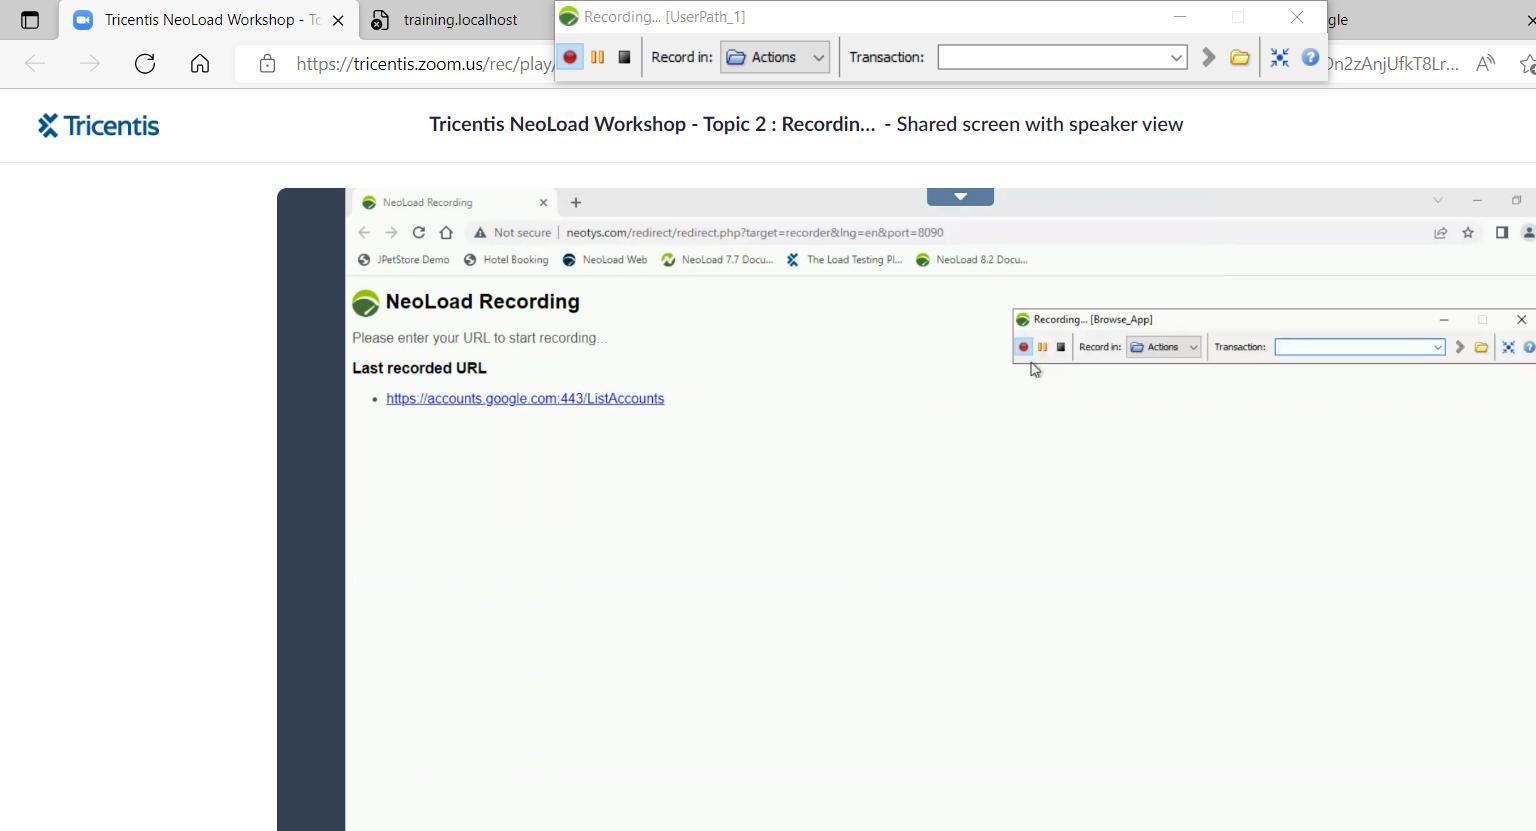 Tricentis NeoLoad Workshop - To
training.localhost
Recording... [UserPath_1]
gle
https://tricentis.zoom.us/rec/play/
Record in:
Actions
Transaction:
On2zAnjUfkT8Lr...
Tricentis
Tricentis NeoLoad Workshop - Topic 2 : Recordin... - Shared screen with speaker view
NeoLoad Recording
Not secure
neotys.com/redirect/redirect.php?target=recorder&lng=en&port=8090
JPetStore Demo
Hotel Booking
NeoLoad Web
NeoLoad 7.7 Docu...
The Load Testing Pl...
NeoLoad 8.2 Docu...
NeoLoad Recording
Please enter your URL to start recording...
Last recorded URL
https://accounts.google.com:443/ListAccounts
Recording... [Browse_App]
Record in:
Actions
Transaction: